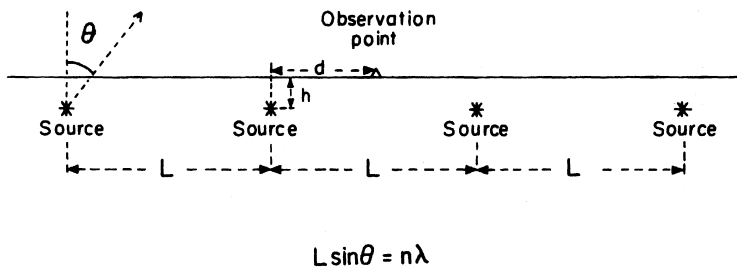 θ
Observation
point
d
h
Source Source Source Source
L L L
L sinθ = nλ